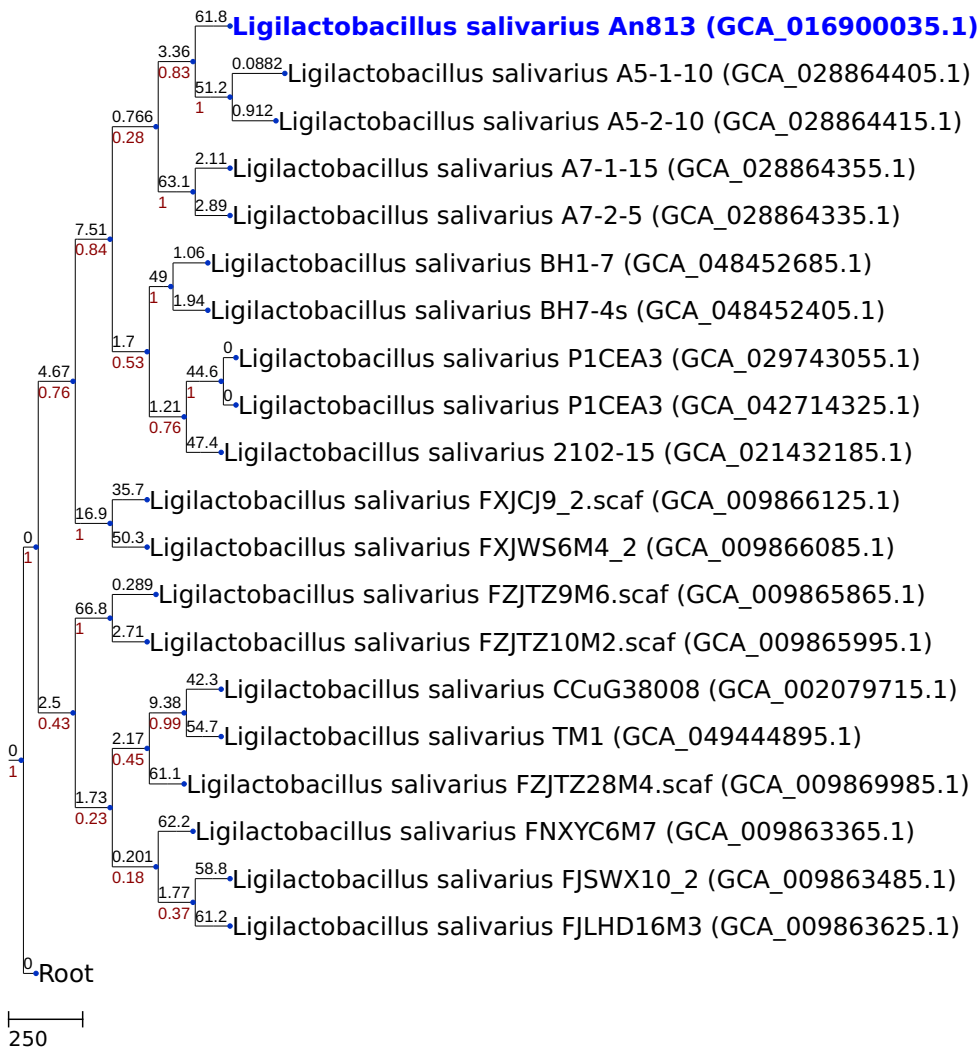 61.8
Ligilactobacillus salivarius An813 (GCA_016900035.1)
3.36
0.83
0.0882
Ligilactobacillus salivarius A5-1-10 (GCA_028864405.1)
51.2
1
0.912
Ligilactobacillus salivarius A5-2-10 (GCA_028864415.1)
0.766
0.28
2.11
Ligilactobacillus salivarius A7-1-15 (GCA_028864355.1)
63.1
1
2.89
Ligilactobacillus salivarius A7-2-5 (GCA_028864335.1)
7.51
0.84
1.06
Ligilactobacillus salivarius BH1-7 (GCA_048452685.1)
49
1
1.94
Ligilactobacillus salivarius BH7-4s (GCA_048452405.1)
1.7
0.53
0
Ligilactobacillus salivarius P1CEA3 (GCA_029743055.1)
4.67
0.76
44.6
1
0
Ligilactobacillus salivarius P1CEA3 (GCA_042714325.1)
1.21
0.76
47.4
Ligilactobacillus salivarius 2102-15 (GCA_021432185.1)
35.7
Ligilactobacillus salivarius FXJCJ9_2.scaf (GCA_009866125.1)
16.9
1
50.3
Ligilactobacillus salivarius FXJWS6M4_2 (GCA_009866085.1)
0
1
0.289
Ligilactobacillus salivarius FZJTZ9M6.scaf (GCA_009865865.1)
66.8
1
2.71
Ligilactobacillus salivarius FZJTZ10M2.scaf (GCA_009865995.1)
42.3
Ligilactobacillus salivarius CCuG38008 (GCA_002079715.1)
2.5
0.43
9.38
0.99
54.7
Ligilactobacillus salivarius TM1 (GCA_049444895.1)
2.17
0.45
0
1
61.1
Ligilactobacillus salivarius FZJTZ28M4.scaf (GCA_009869985.1)
1.73
0.23
62.2
Ligilactobacillus salivarius FNXYC6M7 (GCA_009863365.1)
0.201
0.18
58.8
Ligilactobacillus salivarius FJSWX10_2 (GCA_009863485.1)
1.77
0.37
61.2
Ligilactobacillus salivarius FJLHD16M3 (GCA_009863625.1)
0
Root
250